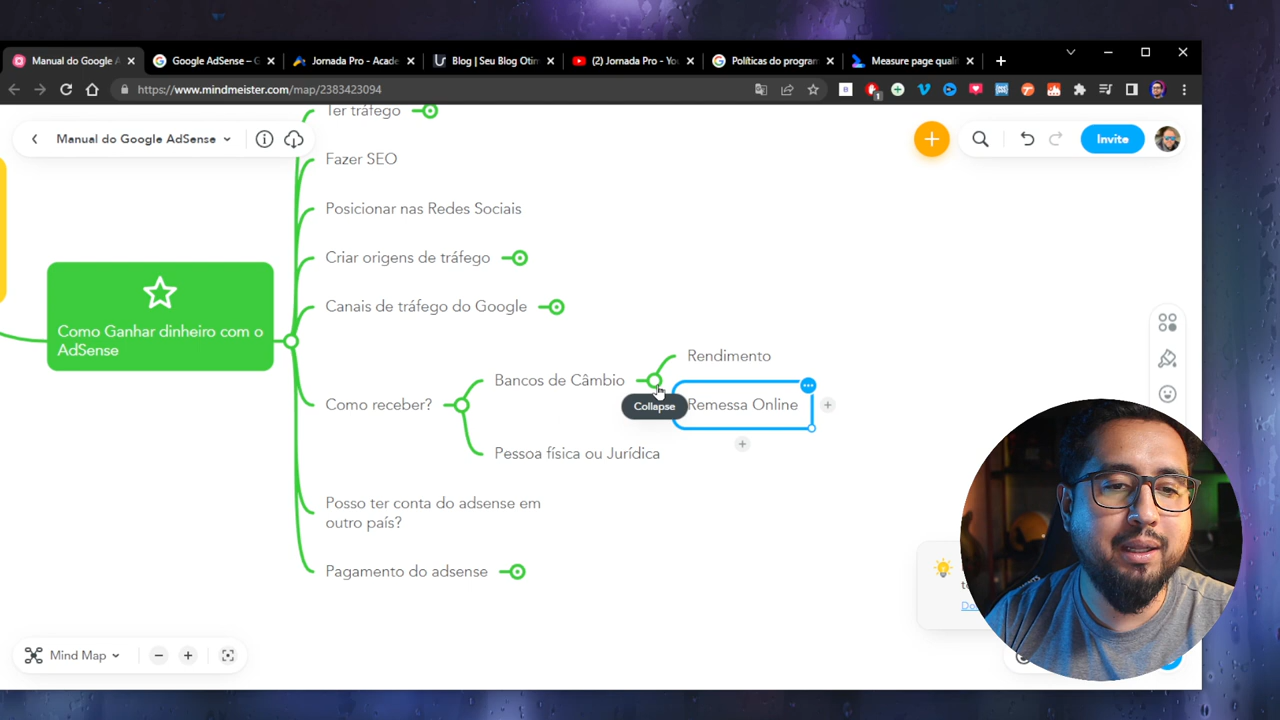 Manual do Google A
Google AdSense – G
Jornada Pro - Acade
Blog | Seu Blog Otim
(2) Jornada Pro - Yo
Políticas do program
Measure page quali
https://www.mindmeister.com/map/2383423094
1
Ter tráfego
Manual do Google AdSense
Invite
Fazer SEO
Posicionar nas Redes Sociais
Criar origens de tráfego
Canais de tráfego do Google
Como Ganhar dinheiro com o
AdSense
Rendimento
Bancos de Câmbio
Como receber?
Collapse
Remessa Online
Pessoa física ou Jurídica
Posso ter conta do adsense em
outro país?
Pagamento do adsense
Mind Map